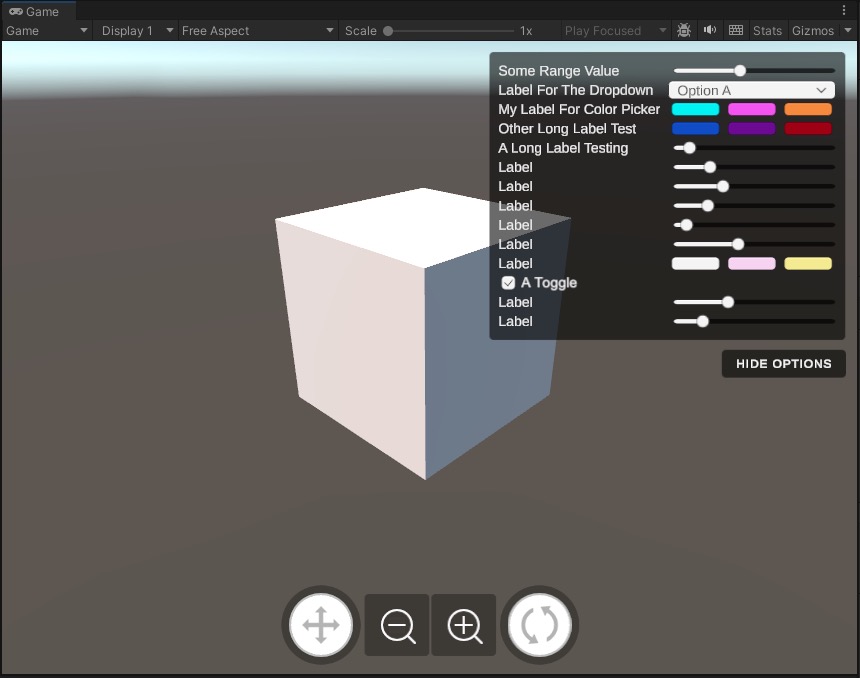 Game
Game Display 1 Free Aspect Scale 1x Play Focused Stats Gizmos
Some Range Value
Label For The Dropdown Option A
My Label For Color Picker
Other Long Label Test
A Long Label Testing
Label
Label
Label
Label
Label
Label
A Toggle
Label
Label
HIDE OPTIONS